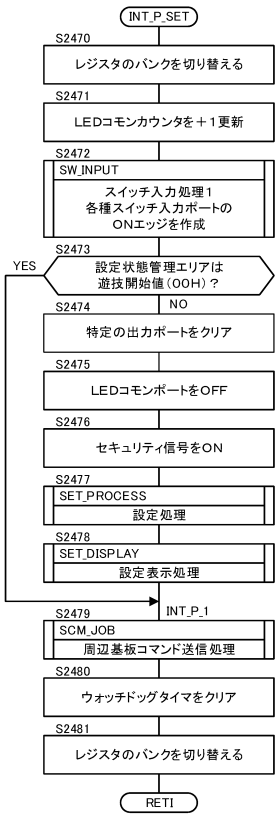 INT_P_SET
S2470
レジスタのバンクを切り替える
S2471
LEDコモンカウンタを+1更新
S2472
SW_INPUT
スイッチ入力処理1
各種スイッチ入力ポートの
ONエッジを作成
S2473
設定状態管理エリアは
遊技開始値(00H)?
YES
NO
S2474
特定の出力ポートをクリア
S2475
LEDコモンポートをOFF
S2476
セキュリティ信号をON
S2477
SET_PROCESS
設定処理
S2478
SET_DISPLAY
設定表示処理
INT_P_1
S2479
SCM_JOB
周辺基板コマンド送信処理
S2480
ウォッチドッグタイマをクリア
S2481
レジスタのバンクを切り替える
RETI